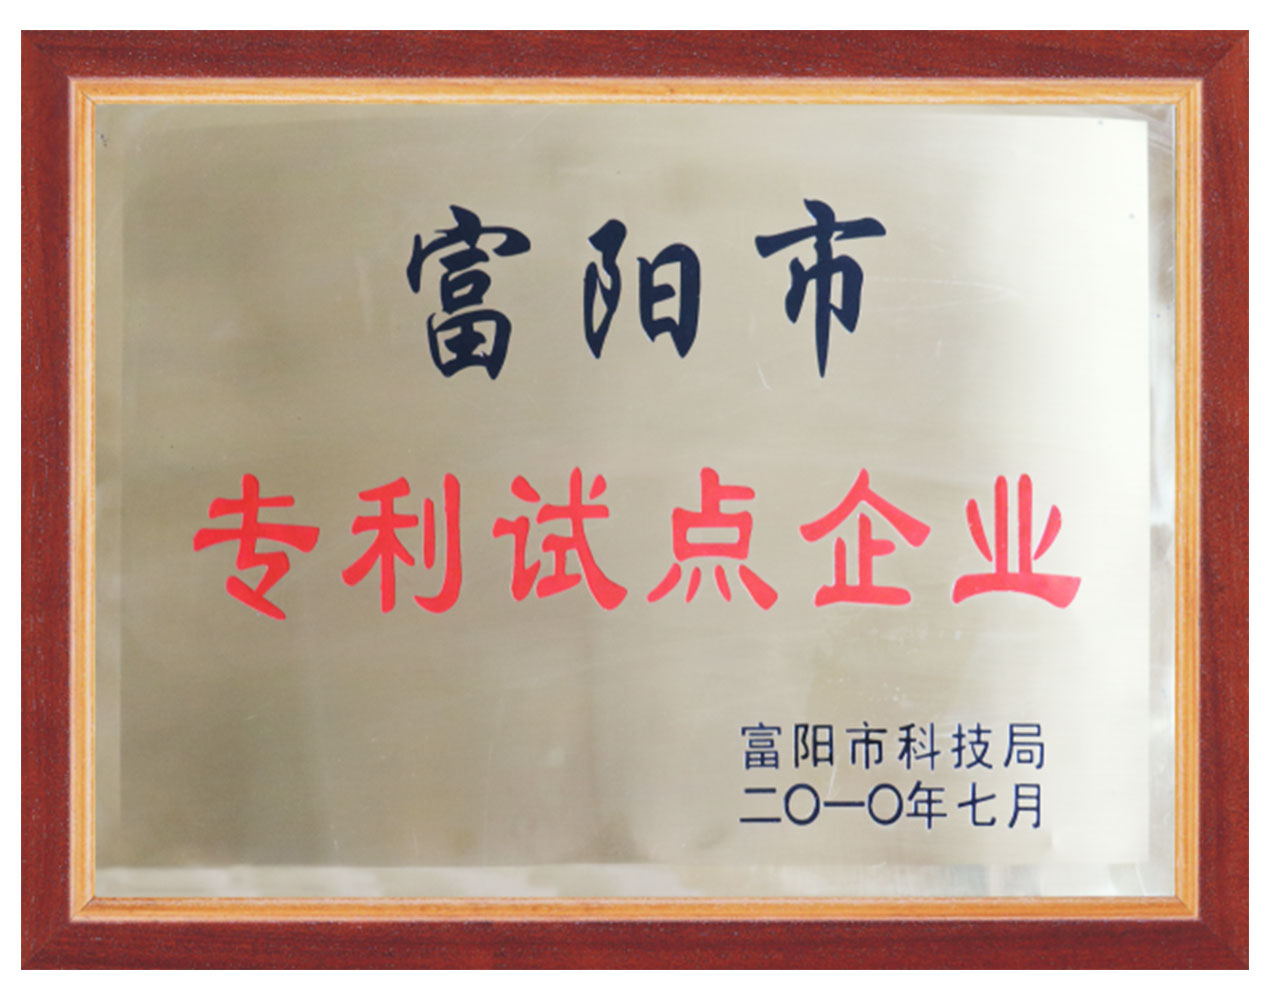 富阳市
专利试点企业
富阳市科技局
二〇一〇年七月